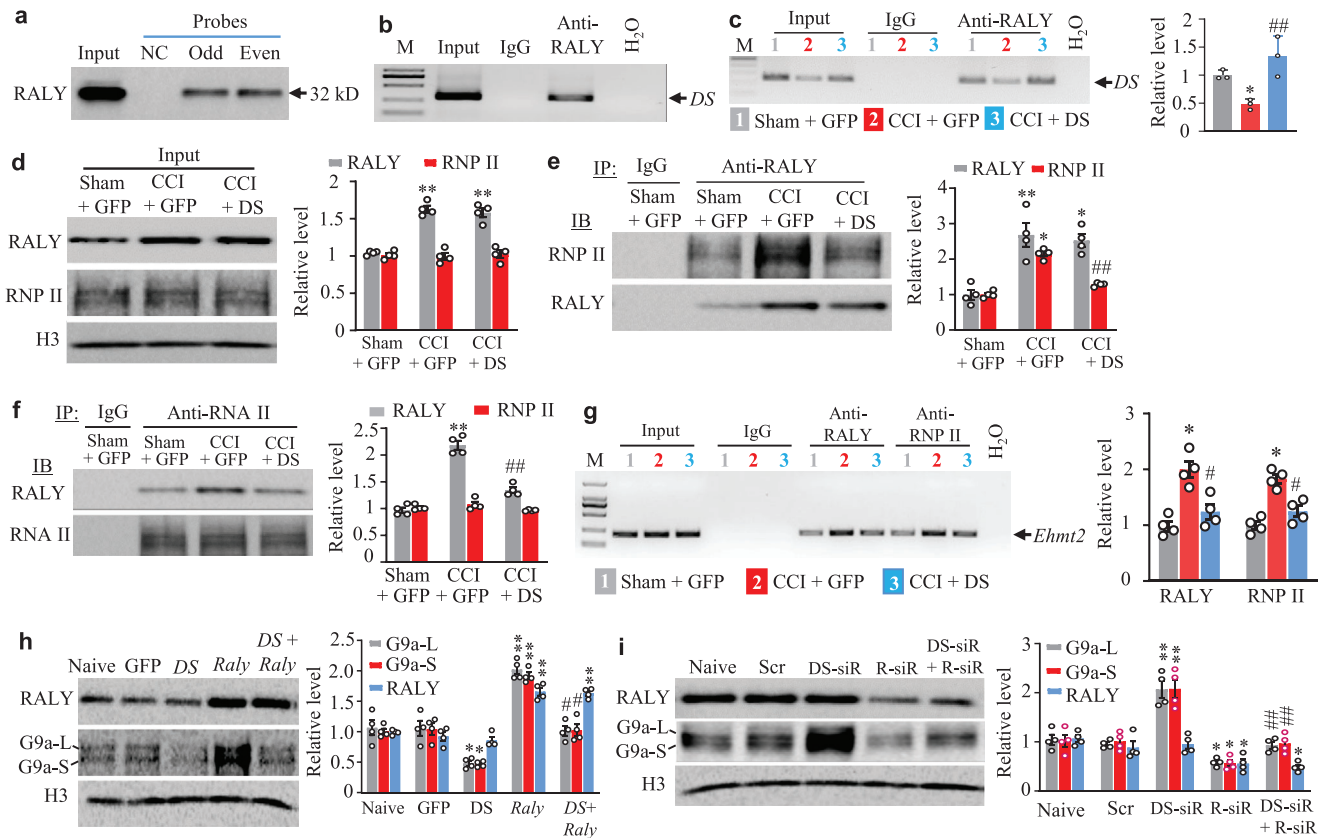 a
Probes
Input NC Odd Even
RALY
32 kD
b
M Input IgG Anti-RALY H2O
DS
c
Input IgG Anti-RALY
M 1 2 3 1 2 3 1 2 3 H2O
DS
1 Sham + GFP 2 CCI + GFP 3 CCI + DS
Relative level
##
*
1.5
1
0.5
0
d
Input
Sham + GFP CCI + GFP CCI + DS
RALY
RNP II
H3
RALY RNP II
Relative level
** **
2
1.5
1
0.5
0
Sham + GFP CCI + GFP CCI + DS
e
IP: IgG Anti-RALY
IB Sham + GFP Sham + GFP CCI + GFP CCI + DS
RNP II
RALY
RALY RNP II
Relative level
** * * ##
4
3
2
1
0
Sham + GFP CCI + GFP CCI + DS
f
IP: IgG Anti-RNA II
IB Sham + GFP Sham + GFP CCI + GFP CCI + DS
RALY
RNA II
RALY RNP II
Relative level
** ##
2.5
2
1.5
1
0.5
0
Sham + GFP CCI + GFP CCI + DS
g
Input IgG Anti-RALY Anti-RNP II H2O
M 1 2 3 1 2 3 1 2 3 1 2 3
Ehmt2
1 Sham + GFP 2 CCI + GFP 3 CCI + DS
Relative level
* # * #
3
2
1
0
RALY RNP II
h
Naive GFP DS Raly DS + Raly
RALY
G9a-L
G9a-S
H3
G9a-L
G9a-S
RALY
Relative level
** ** ** ** ** # # **
2.5
2.0
1.5
1.0
0.5
0
Naive GFP DS Raly DS+ Raly
i
Naive Scr DS-siR R-siR DS-siR + R-siR
RALY
G9a-L
G9a-S
H3
G9a-L
G9a-S
RALY
Relative level
** ** * * * ## ## *
3
2
1
0
Naive Scr DS-siR R-siR DS-siR + R-siR